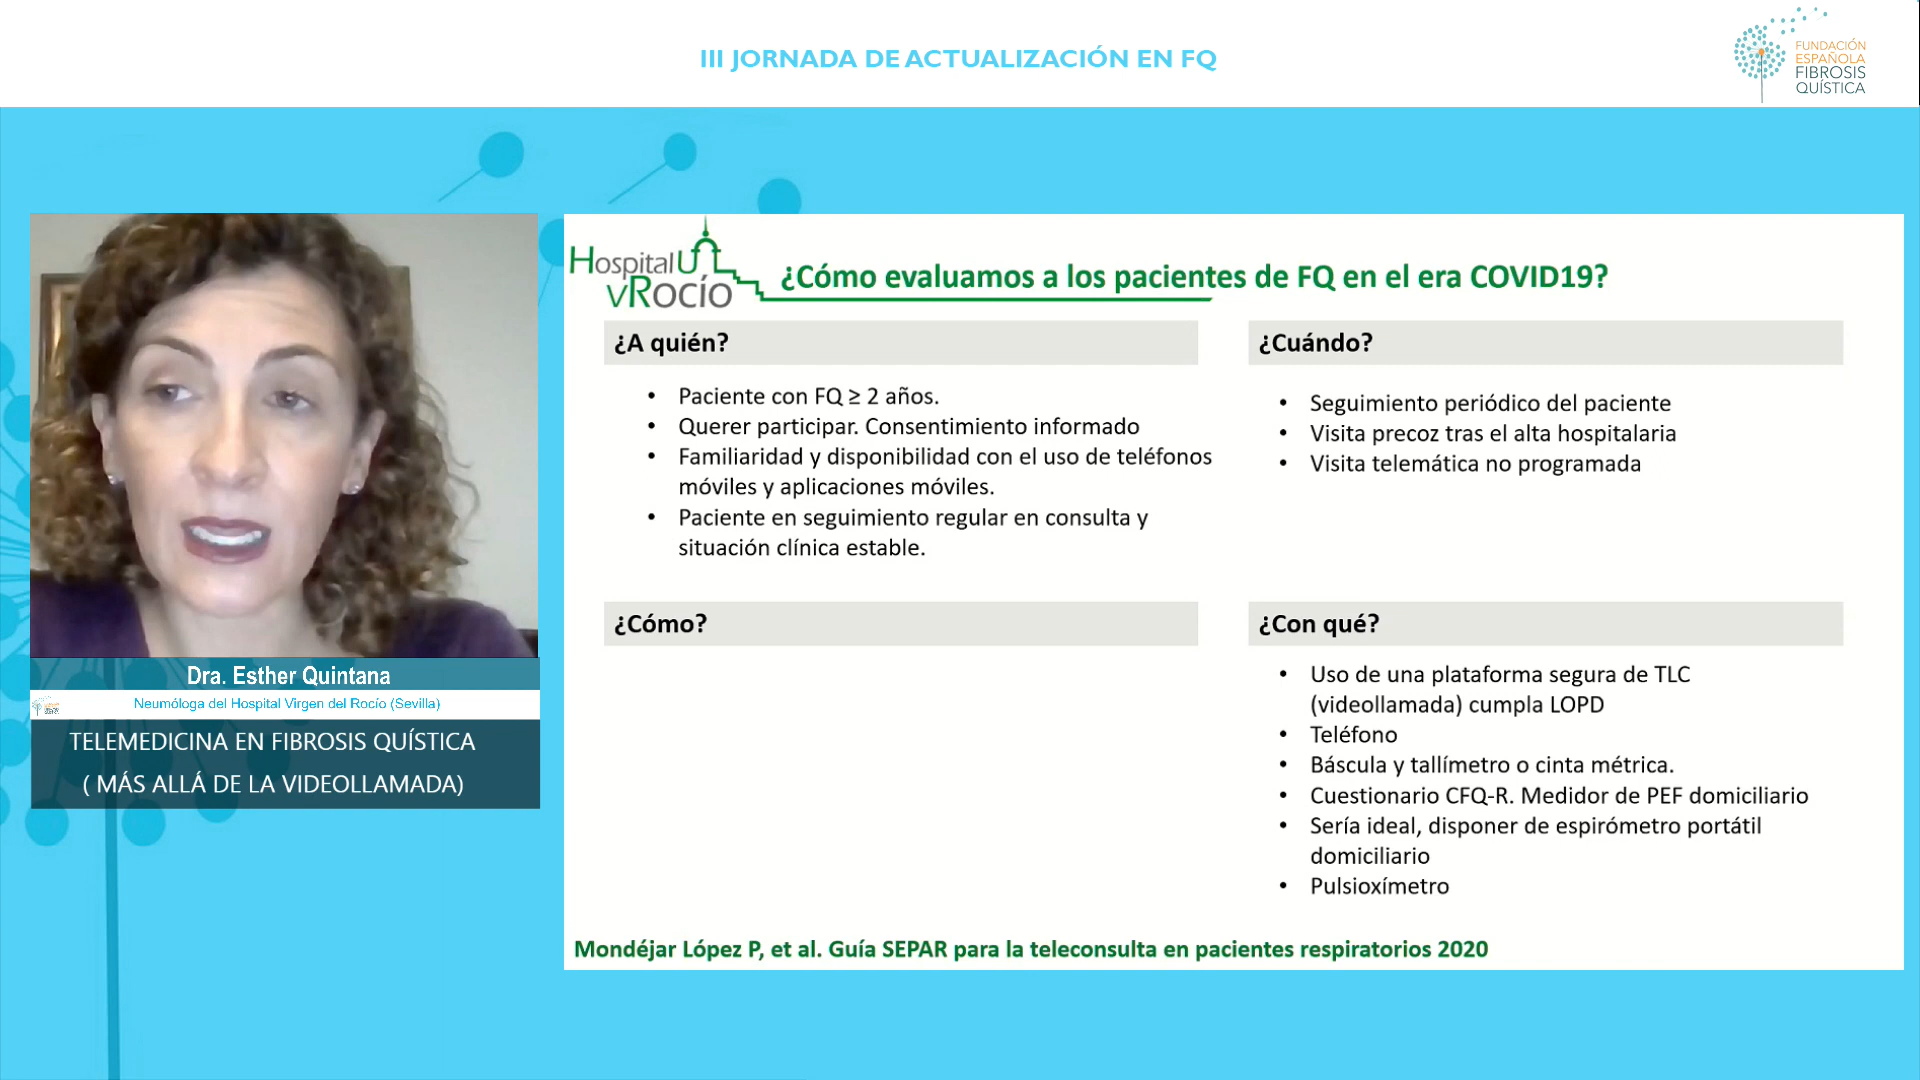 III JORNADA DE ACTUALIZACIÓN EN FQ
FUNDACIÓN
ESPAÑOLA
FIBROSIS
QUÍSTICA
Hospital U
vRocío
¿Cómo evaluamos a los pacientes de FQ en el era COVID19?
¿A quién?
• Paciente con FQ ≥ 2 años.
• Querer participar. Consentimiento informado
• Familiaridad y disponibilidad con el uso de teléfonos
móviles y aplicaciones móviles.
• Paciente en seguimiento regular en consulta y
situación clínica estable.
¿Cuándo?
• Seguimiento periódico del paciente
• Visita precoz tras el alta hospitalaria
• Visita telemática no programada
¿Cómo?
¿Con qué?
• Uso de una plataforma segura de TLC
(videollamada) cumpla LOPD
• Teléfono
• Báscula y tallímetro o cinta métrica.
• Cuestionario CFQ-R. Medidor de PEF domiciliario
• Sería ideal, disponer de espirómetro portátil
domiciliario
• Pulsioxímetro
Mondéjar López P, et al. Guía SEPAR para la teleconsulta en pacientes respiratorios 2020
Dra. Esther Quintana
Neumóloga del Hospital Virgen del Rocío (Sevilla)
TELEMEDICINA EN FIBROSIS QUÍSTICA
( MÁS ALLÁ DE LA VIDEOLLAMADA)